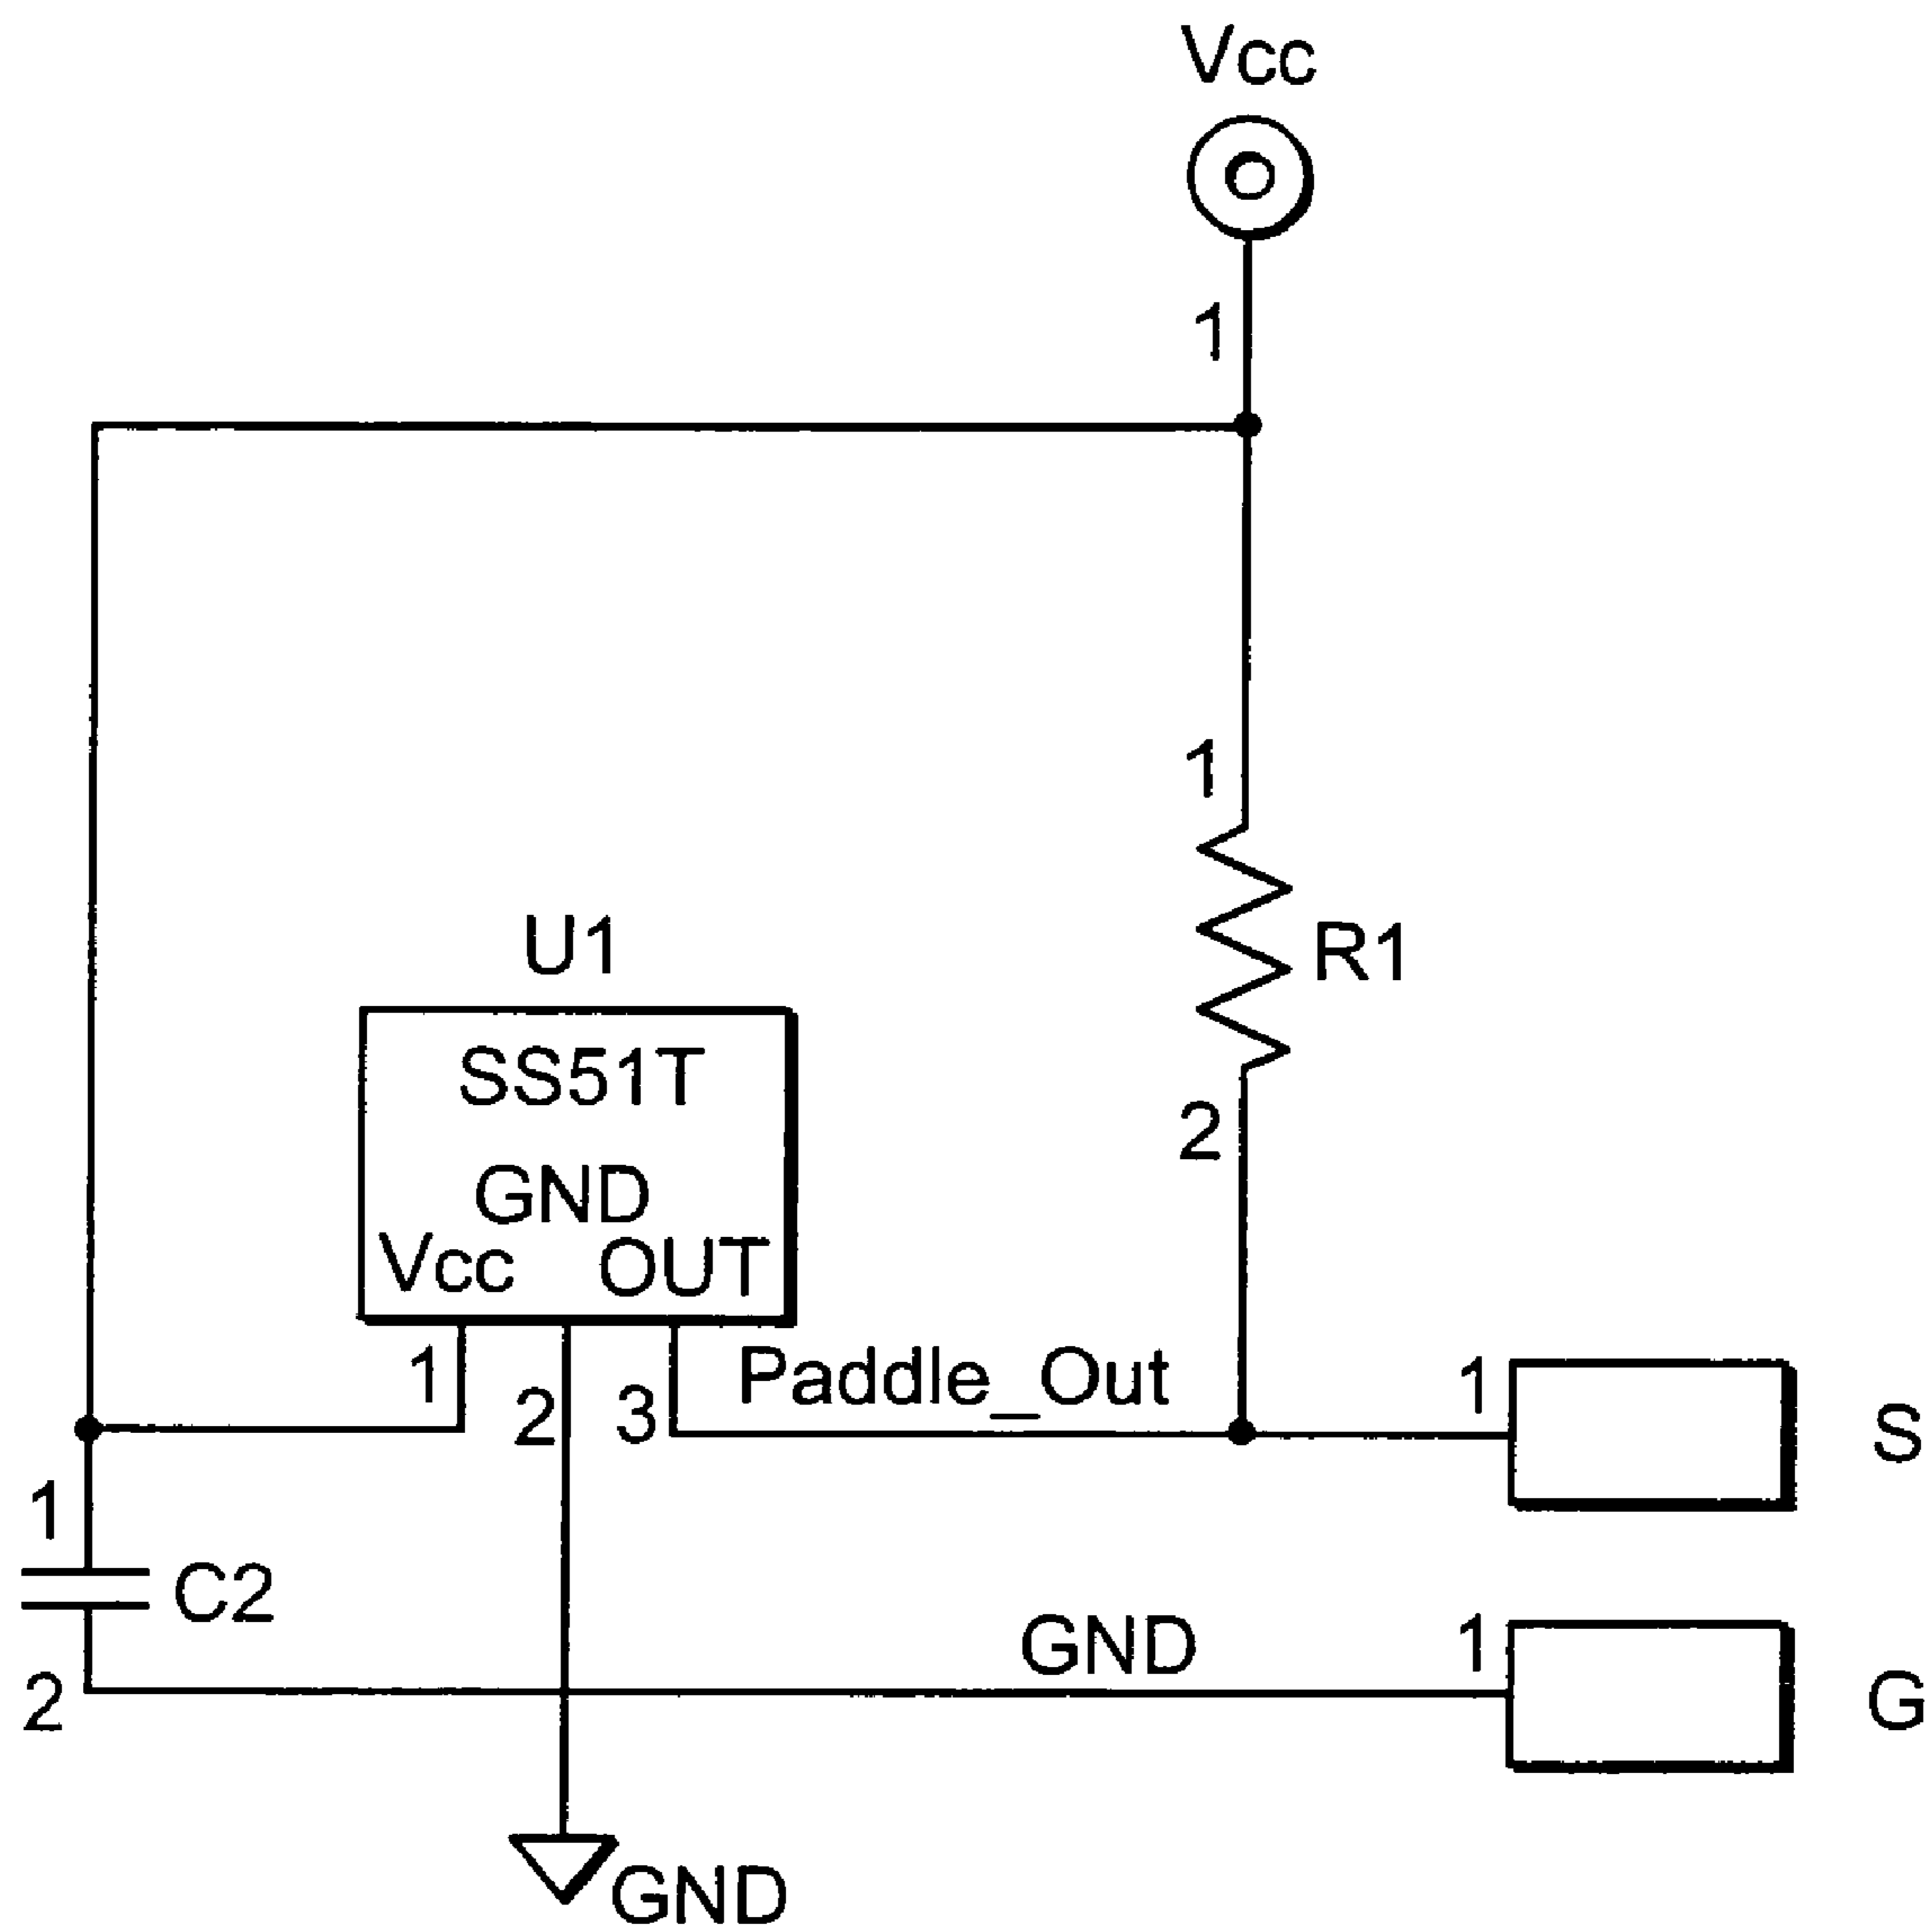 Vcc
1
1
U1
R1
SS51T
2
GND
Vcc OUT
1 2 3 Paddle_Out 1
S
1
C2
GND 1
2
G
GND